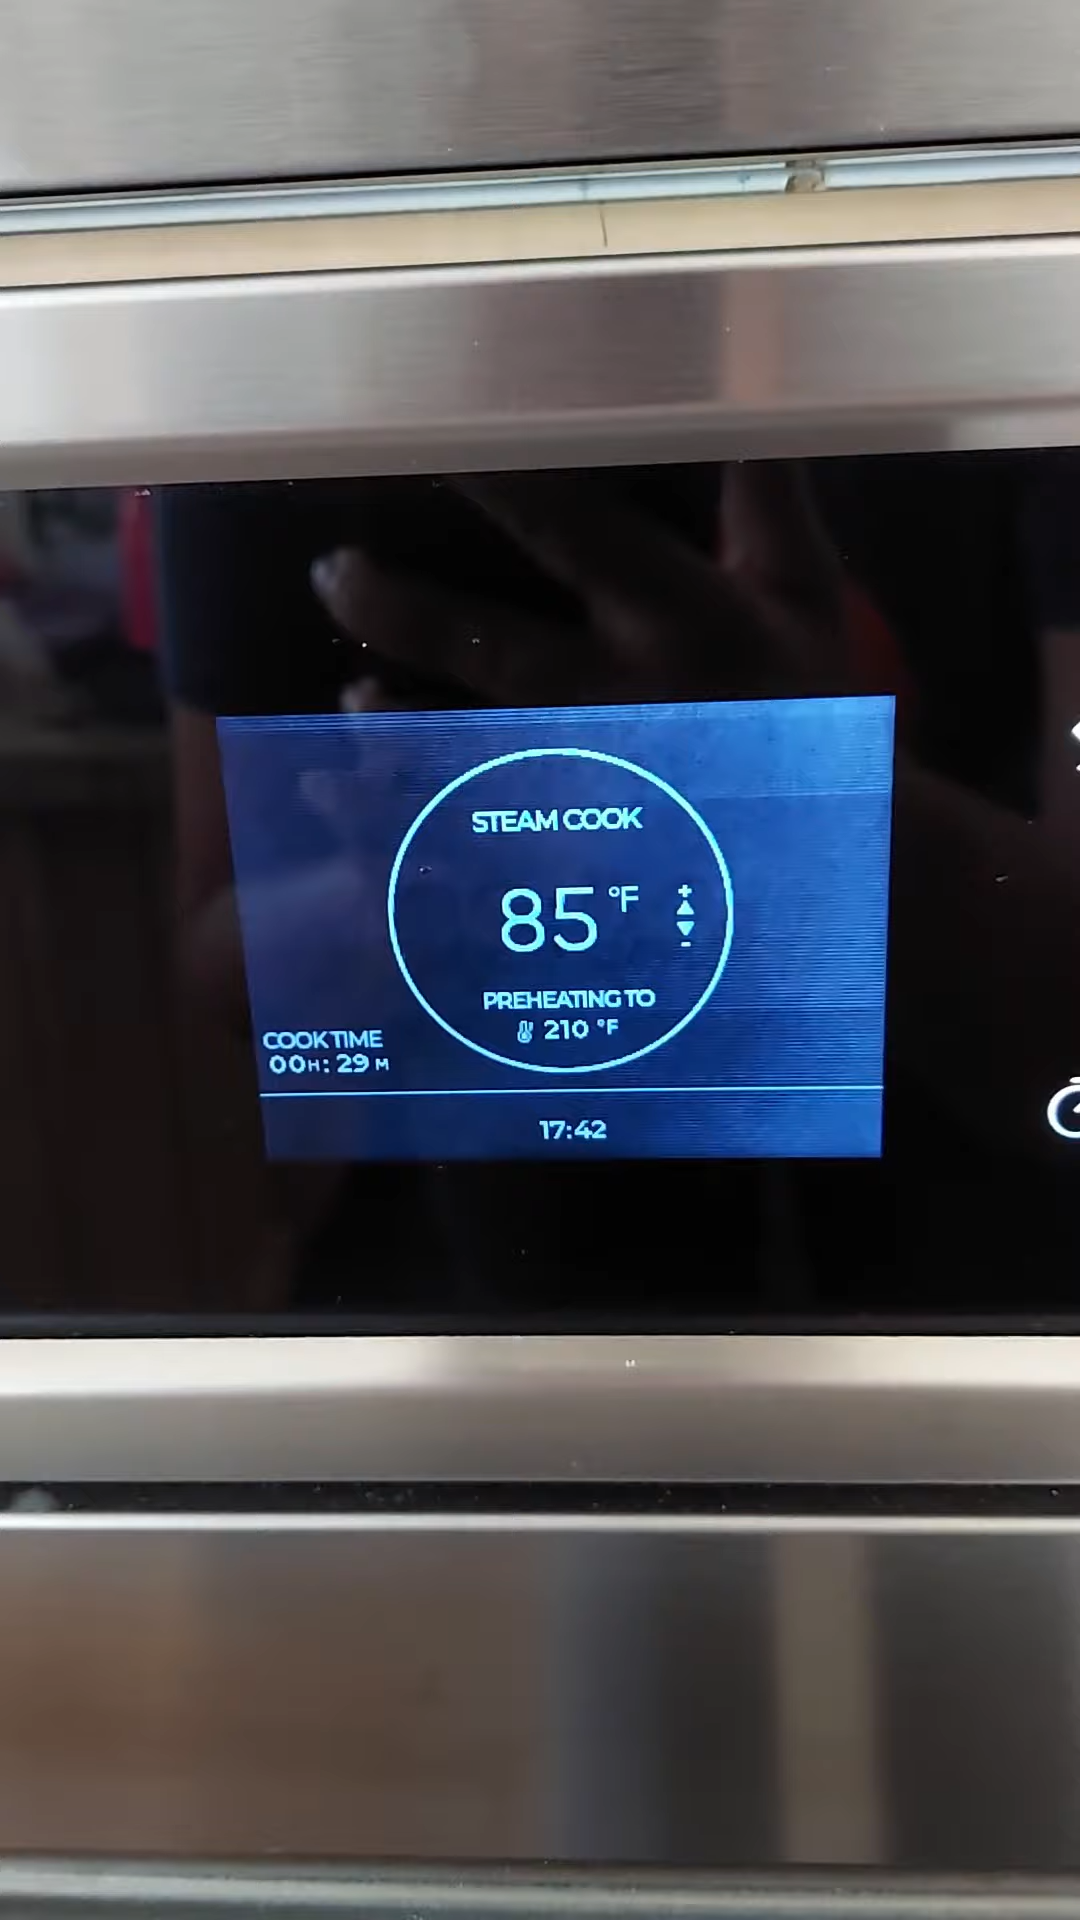 STEAM COOK
85 °F
+
-
PREHEATING TO
210 °F
COOK TIME
00H: 29 M
17:42